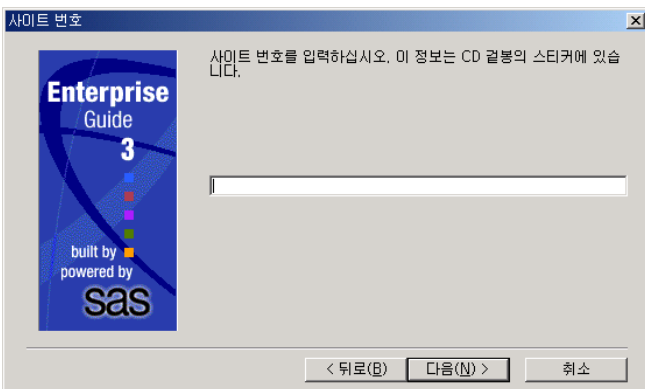 사이트 번호
사이트 번호를 입력하십시오. 이 정보는 CD 겉봉의 스티커에 있습
니다.
Enterprise
Guide
3
built by
powered by
sas
< 뒤로(B)
다음(N) >
취소